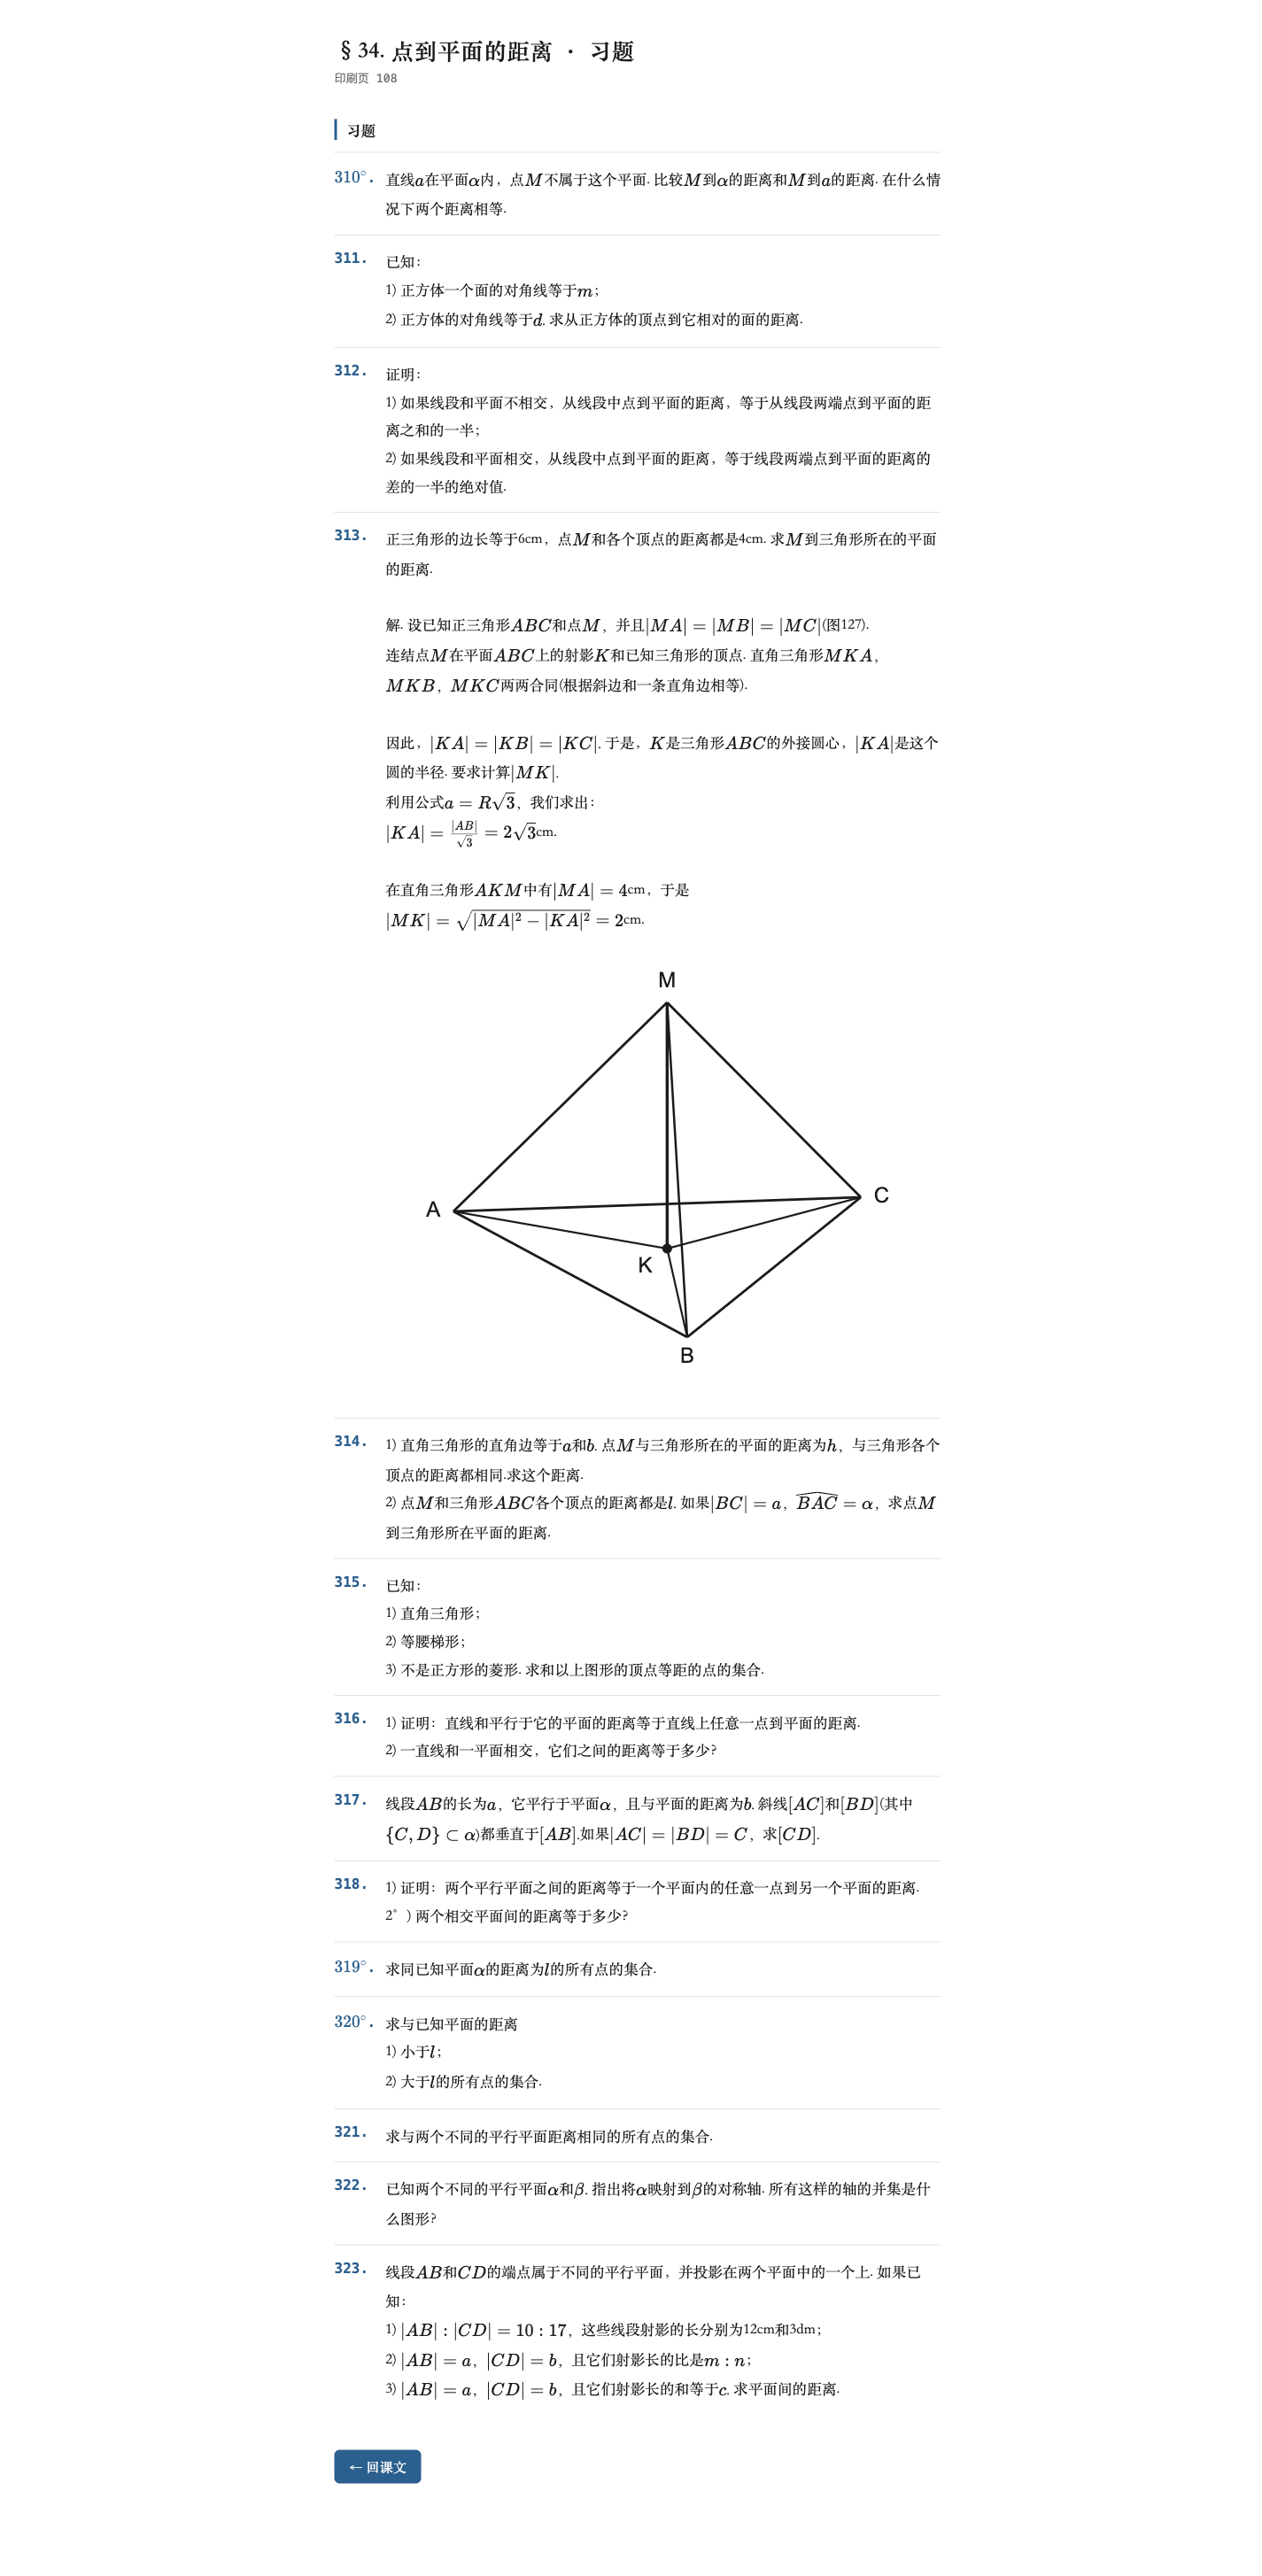 § 34. 点到平面的距离 · 习题
印刷页 108
习题
310°. 直线a在平面α内，点M不属于这个平面. 比较M到α的距离和M到a的距离. 在什么情
况下两个距离相等.
311. 已知：
1) 正方体一个面的对角线等于m；
2) 正方体的对角线等于d. 求从正方体的顶点到它相对的面的距离.
312. 证明：
1) 如果线段和平面不相交，从线段中点到平面的距离，等于从线段两端点到平面的距
离之和的一半；
2) 如果线段和平面相交，从线段中点到平面的距离，等于线段两端点到平面的距离的
差的一半的绝对值.
313. 正三角形的边长等于6cm，点M和各个顶点的距离都是4cm. 求M到三角形所在的平面
的距离.
解. 设已知正三角形ABC和点M，并且|MA| = |MB| = |MC|(图127).
连结点M在平面ABC上的射影K和已知三角形的顶点. 直角三角形MKA，
MKB，MKC两两合同(根据斜边和一条直角边相等).
因此，|KA| = |KB| = |KC|. 于是，K是三角形ABC的外接圆心，|KA|是这个
圆的半径. 要求计算|MK|.
利用公式a = R√3，我们求出：
|KA| = |AB|/√3 = 2√3cm.
在直角三角形AKM中有|MA| = 4cm，于是
|MK| = √(|MA|² − |KA|²) = 2cm.
M
A
C
K
B
314. 1) 直角三角形的直角边等于a和b. 点M与三角形所在的平面的距离为h，与三角形各个
顶点的距离都相同.求这个距离.
2) 点M和三角形ABC各个顶点的距离都是l. 如果|BC| = a，\widehat{BAC} = α，求点M
到三角形所在平面的距离.
315. 已知：
1) 直角三角形；
2) 等腰梯形；
3) 不是正方形的菱形. 求和以上图形的顶点等距的点的集合.
316. 1) 证明：直线和平行于它的平面的距离等于直线上任意一点到平面的距离.
2) 一直线和一平面相交，它们之间的距离等于多少?
317. 线段AB的长为a，它平行于平面α，且与平面的距离为b. 斜线[AC]和[BD](其中
{C, D} ⊂ α)都垂直于[AB].如果|AC| = |BD| = C，求[CD].
318. 1) 证明：两个平行平面之间的距离等于一个平面内的任意一点到另一个平面的距离.
2°) 两个相交平面间的距离等于多少?
319°. 求同已知平面α的距离为l的所有点的集合.
320°. 求与已知平面的距离
1) 小于l；
2) 大于l的所有点的集合.
321. 求与两个不同的平行平面距离相同的所有点的集合.
322. 已知两个不同的平行平面α和β. 指出将α映射到β的对称轴. 所有这样的轴的并集是什
么图形?
323. 线段AB和CD的端点属于不同的平行平面，并投影在两个平面中的一个上. 如果已
知：
1) |AB| : |CD| = 10 : 17，这些线段射影的长分别为12cm和3dm；
2) |AB| = a，|CD| = b，且它们射影长的比是m : n；
3) |AB| = a，|CD| = b，且它们射影长的和等于c. 求平面间的距离.
← 回课文